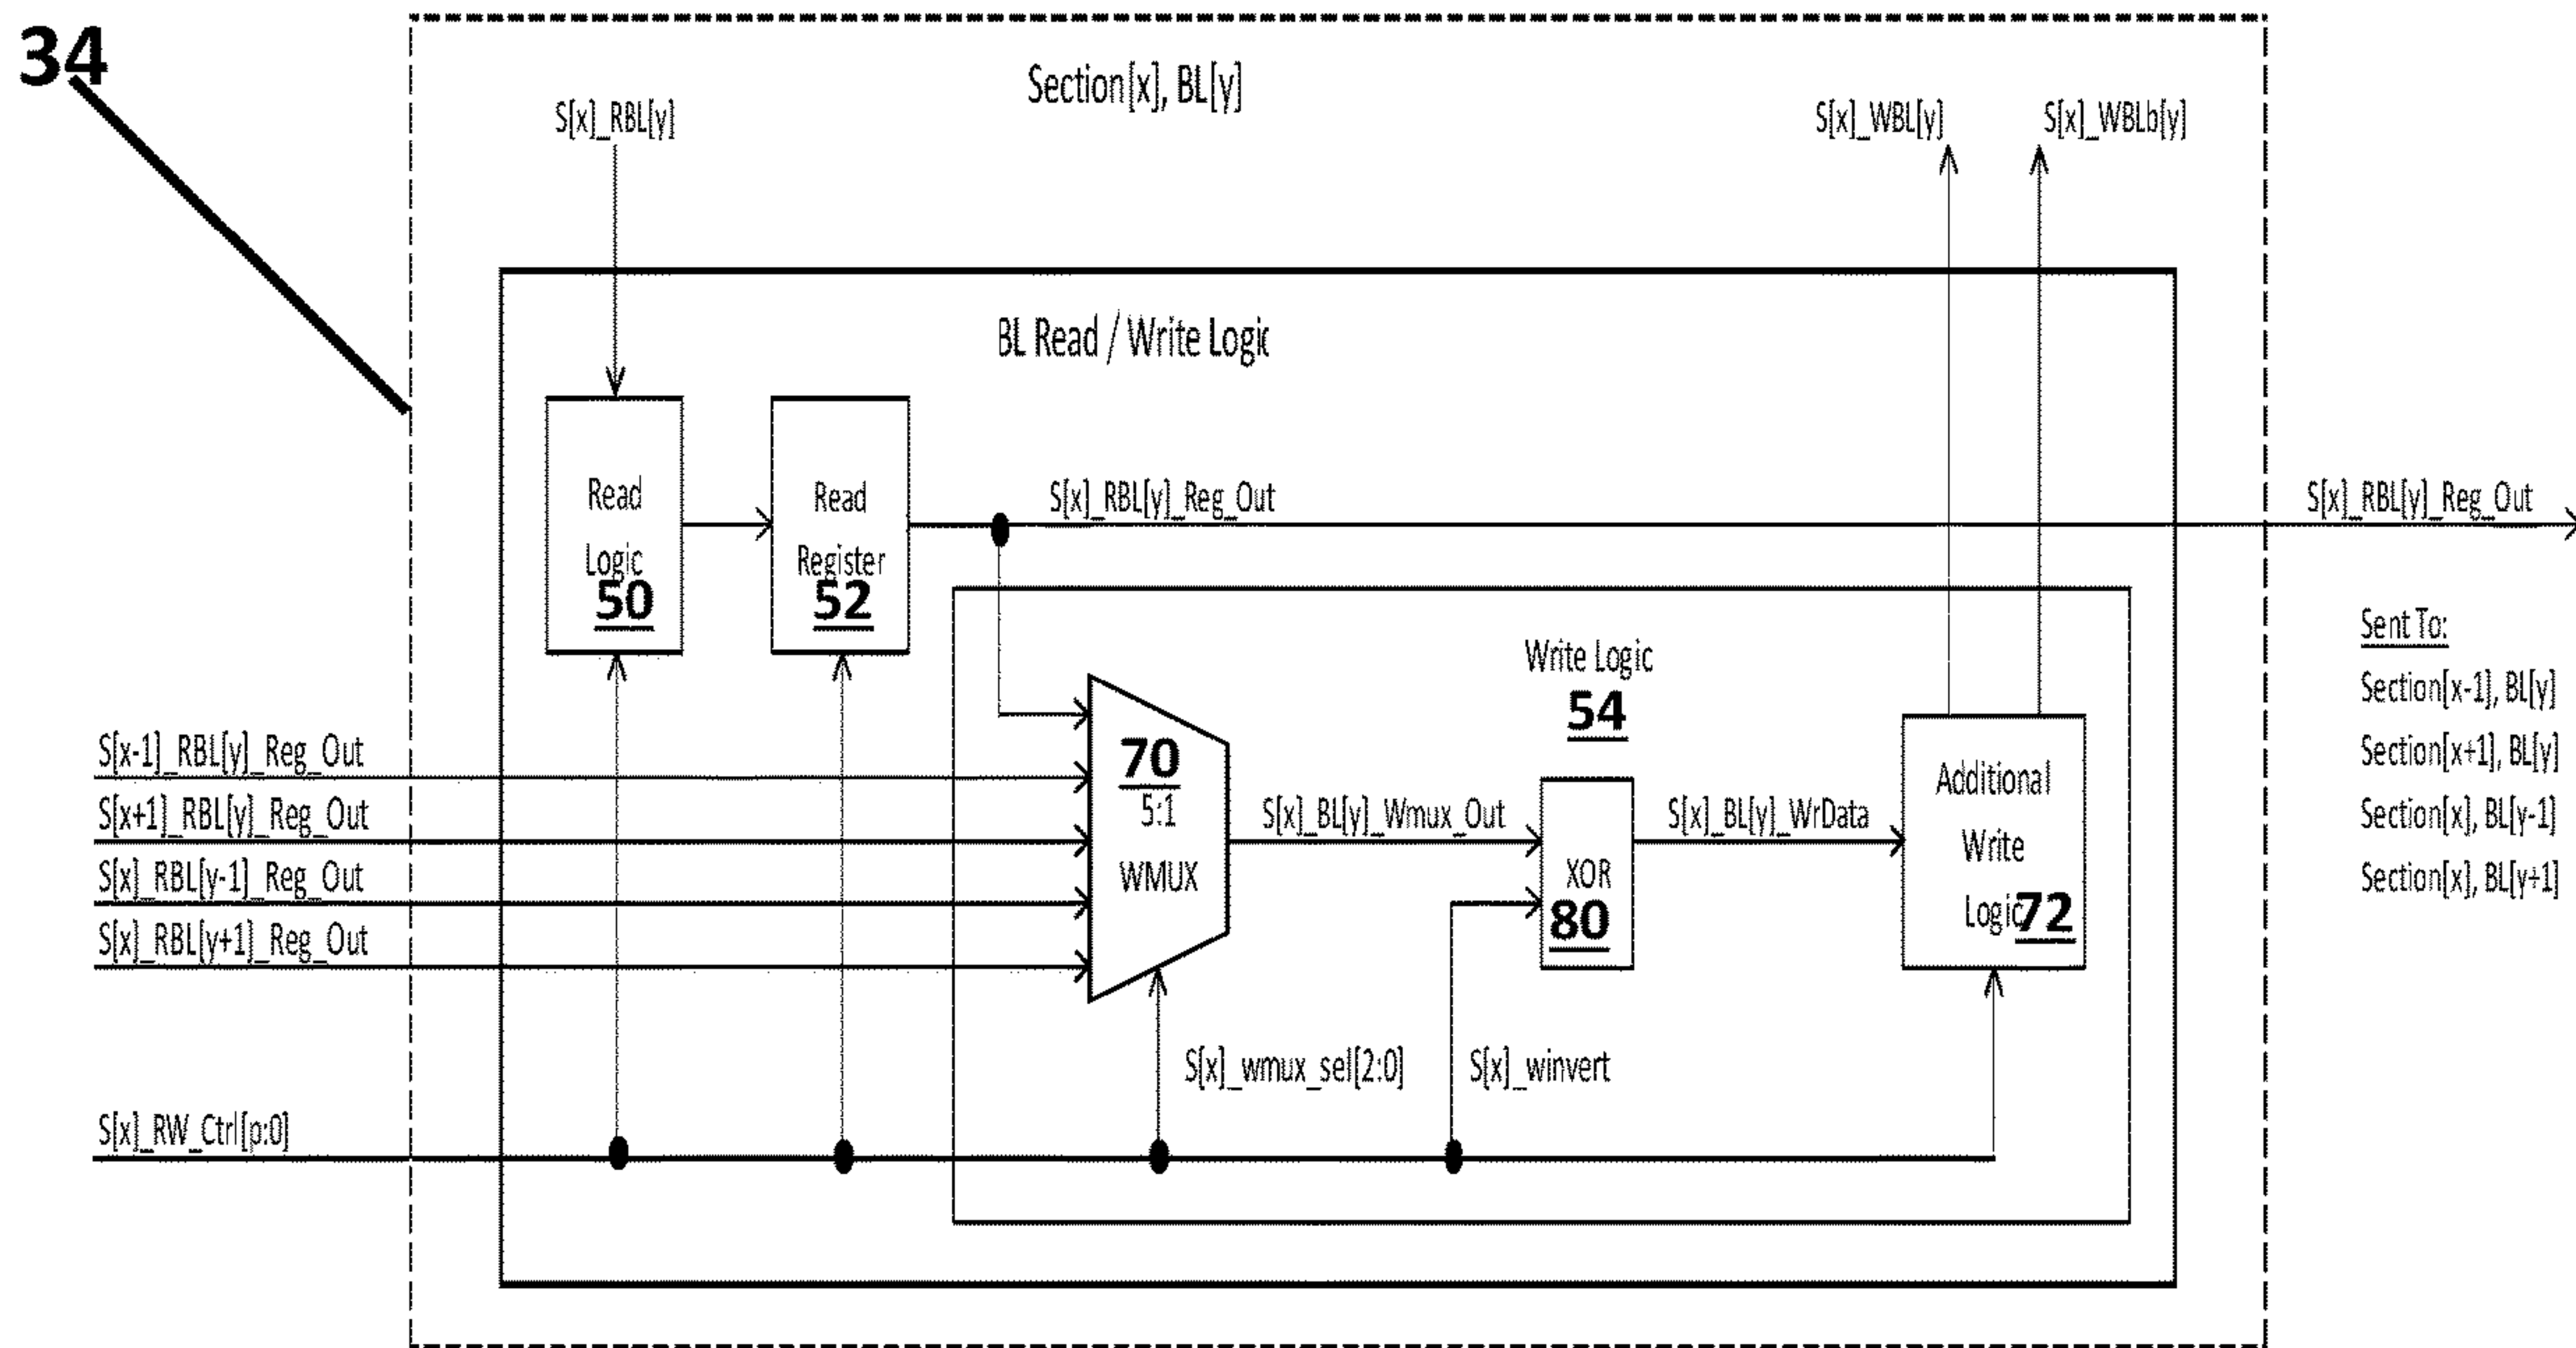 34
Section[x], BL[y]
S[x]_RBL[y]
S[x]_WBL[y]
S[x]_WBLb[y]
BL Read / Write Logic
Read
Logic
50
Read
Register
52
S[x]_RBL[y]_Reg_Out
S[x]_RBL[y]_Reg_Out
Sent To:
Section[x-1], BL[y]
Section[x+1], BL[y]
Section[x], BL[y-1]
Section[x], BL[y+1]
Write Logic
54
S[x-1]_RBL[y]_Reg_Out
S[x+1]_RBL[y]_Reg_Out
S[x]_RBL[y-1]_Reg_Out
S[x]_RBL[y+1]_Reg_Out
70
5:1
WMUX
S[x]_BL[y]_Wmux_Out
XOR
80
S[x]_BL[y]_WrData
Additional
Write
Logic
72
S[x]_wmux_sel[2:0]
S[x]_winvert
S[x]_RW_Ctrl[p:0]